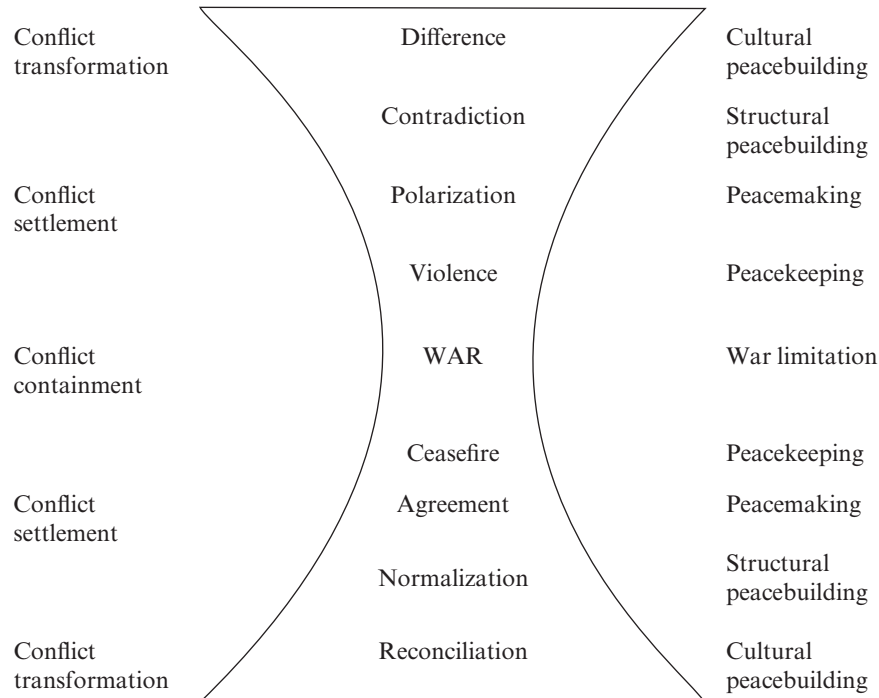 Conflict
transformation
Difference
Cultural
peacebuilding
Contradiction
Structural
peacebuilding
Conflict
settlement
Polarization
Peacemaking
Violence
Peacekeeping
Conflict
containment
WAR
War limitation
Ceasefire
Peacekeeping
Conflict
settlement
Agreement
Peacemaking
Normalization
Structural
peacebuilding
Conflict
transformation
Reconciliation
Cultural
peacebuilding